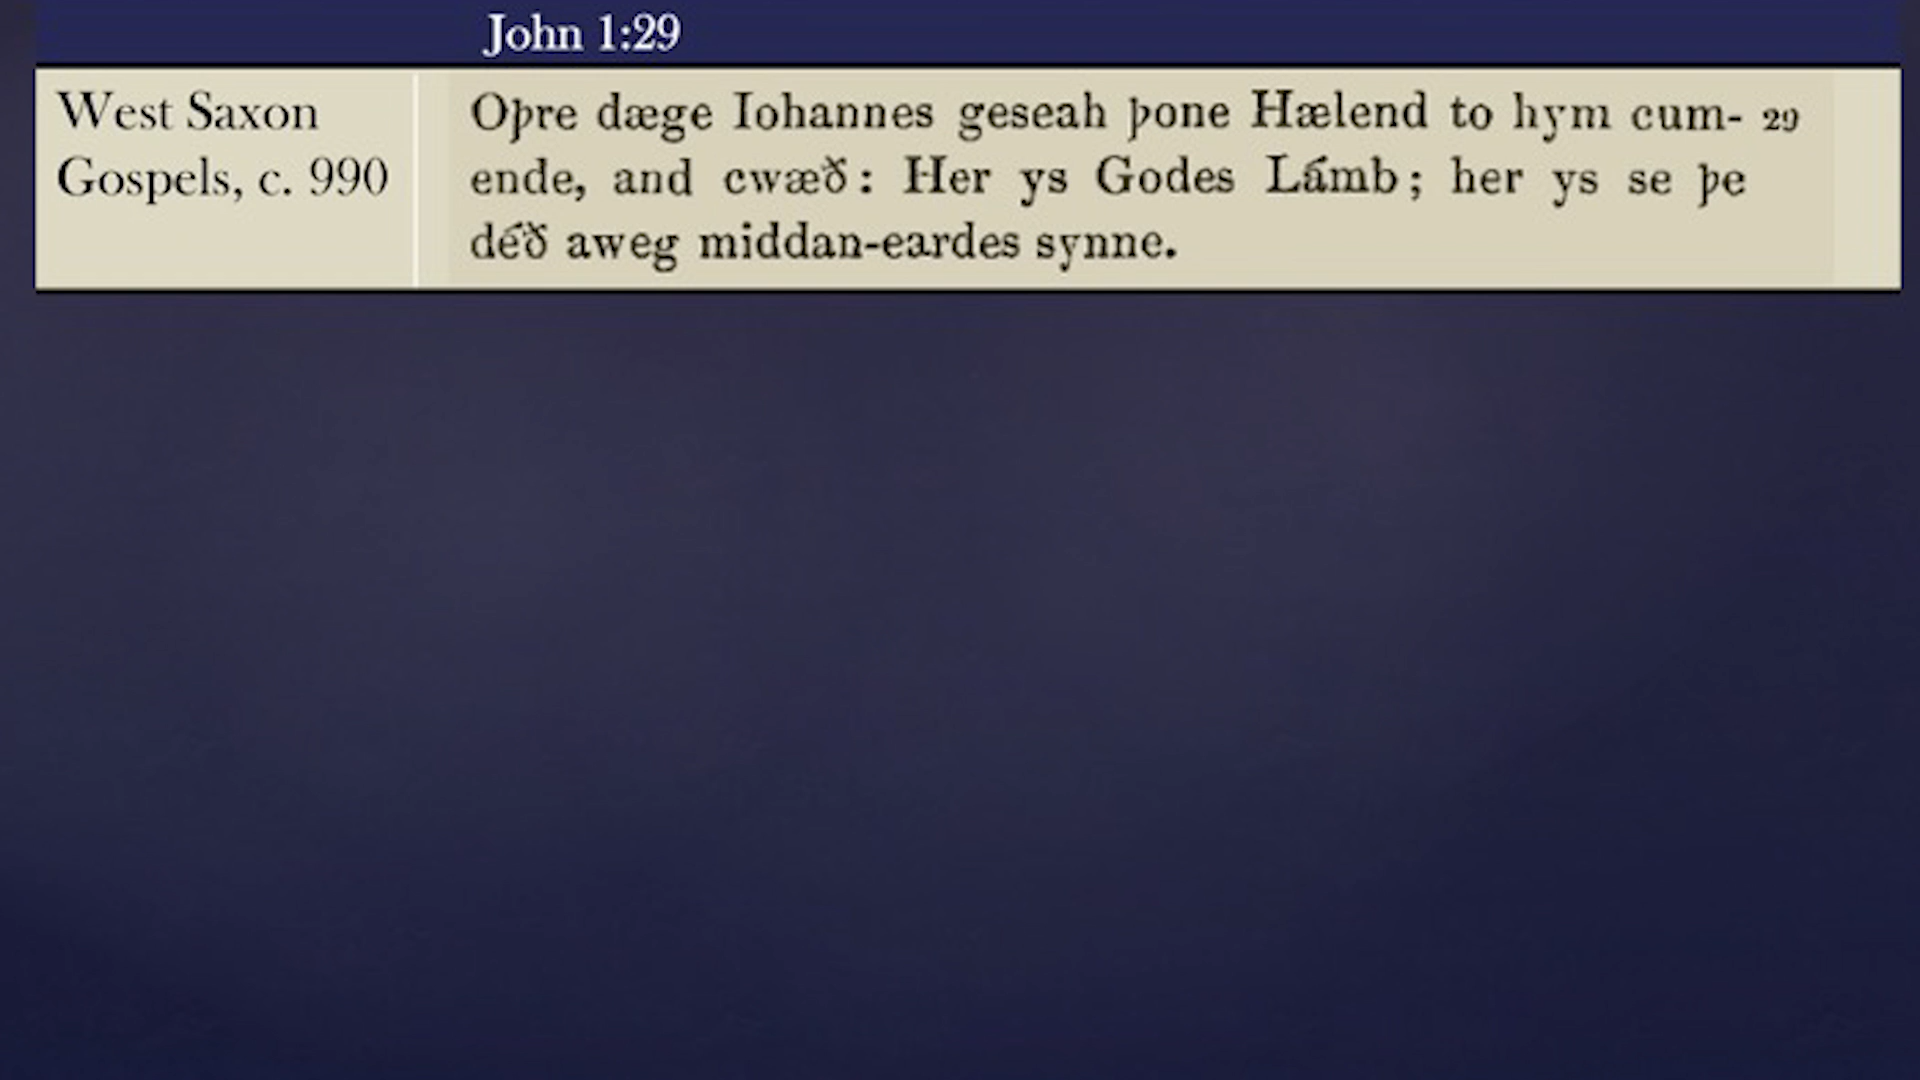 John 1:29
West Saxon
Gospels, c. 990
Oþre dæge Iohannes geseah þone Hælend to hym cum- 29
ende, and cwæð: Her ys Godes Lámb; her ys se þe
déð aweg middan-eardes synne.